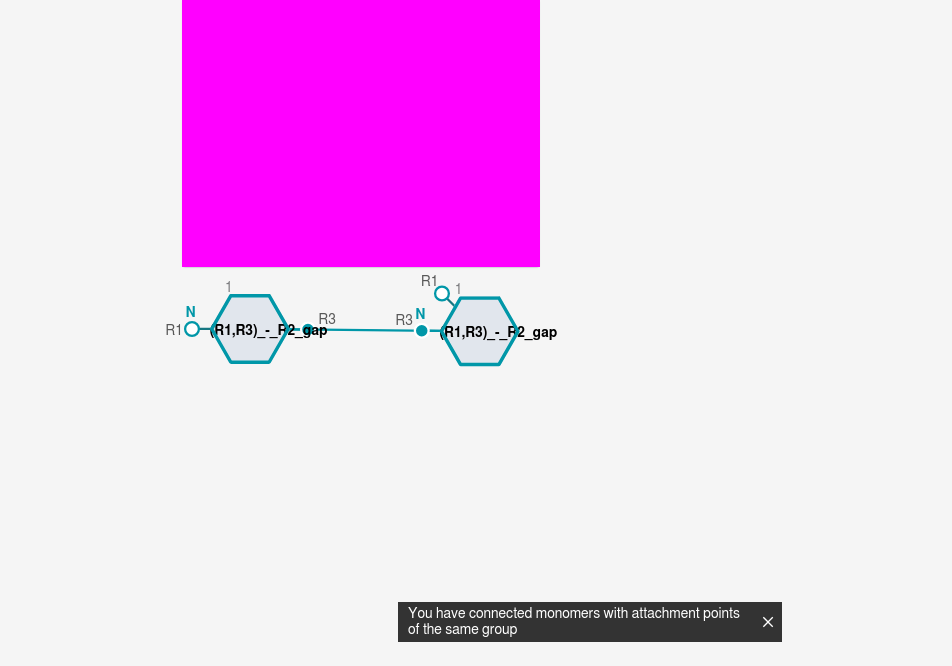 R1 1
1
N N
R3 R3
R1 (R1,R3)_-_R2_gap (R1,R3)_-_R2_gap
You have connected monomers with attachment points
of the same group